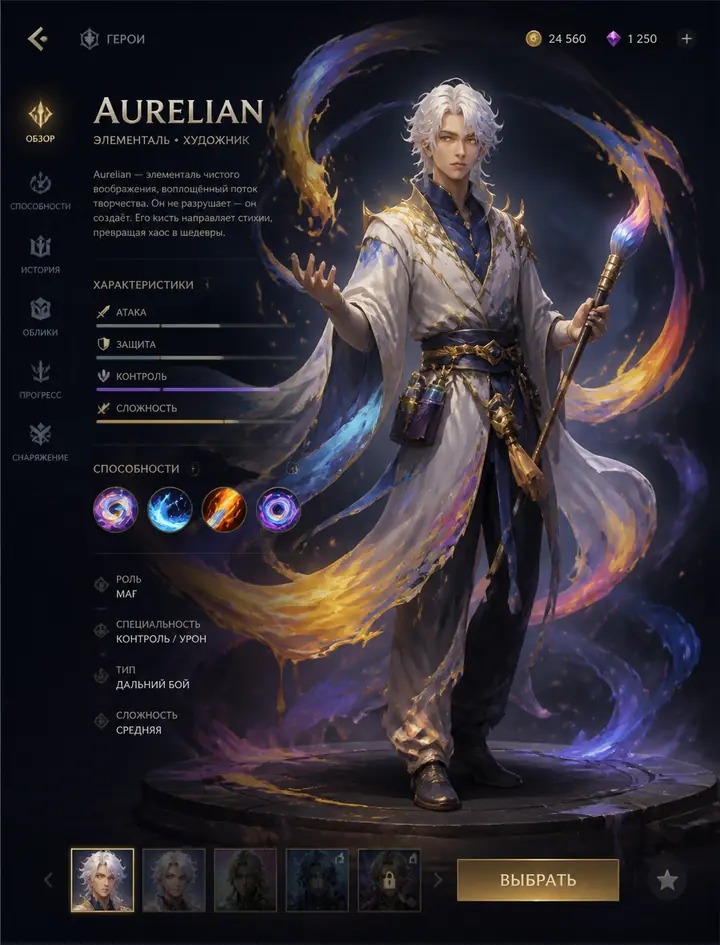 ГЕРОИ
24 560
1 250
+
AURELIAN
ЭЛЕМЕНТАЛЬ • ХУДОЖНИК
Aurelian — элементаль чистого
воображения, воплощённый поток
творчества. Он не разрушает — он
создаёт. Его кисть направляет стихии,
превращая хаос в шедевры.
ОБЗОР
СПОСОБНОСТИ
ИСТОРИЯ
ОБЛИКИ
ПРОГРЕСС
СНАРЯЖЕНИЕ
ХАРАКТЕРИСТИКИ
АТАКА
ЗАЩИТА
КОНТРОЛЬ
СЛОЖНОСТЬ
СПОСОБНОСТИ
РОЛЬ
МАГ
СПЕЦИАЛЬНОСТЬ
КОНТРОЛЬ / УРОН
ТИП
ДАЛЬНИЙ БОЙ
СЛОЖНОСТЬ
СРЕДНЯЯ
ВЫБРАТЬ